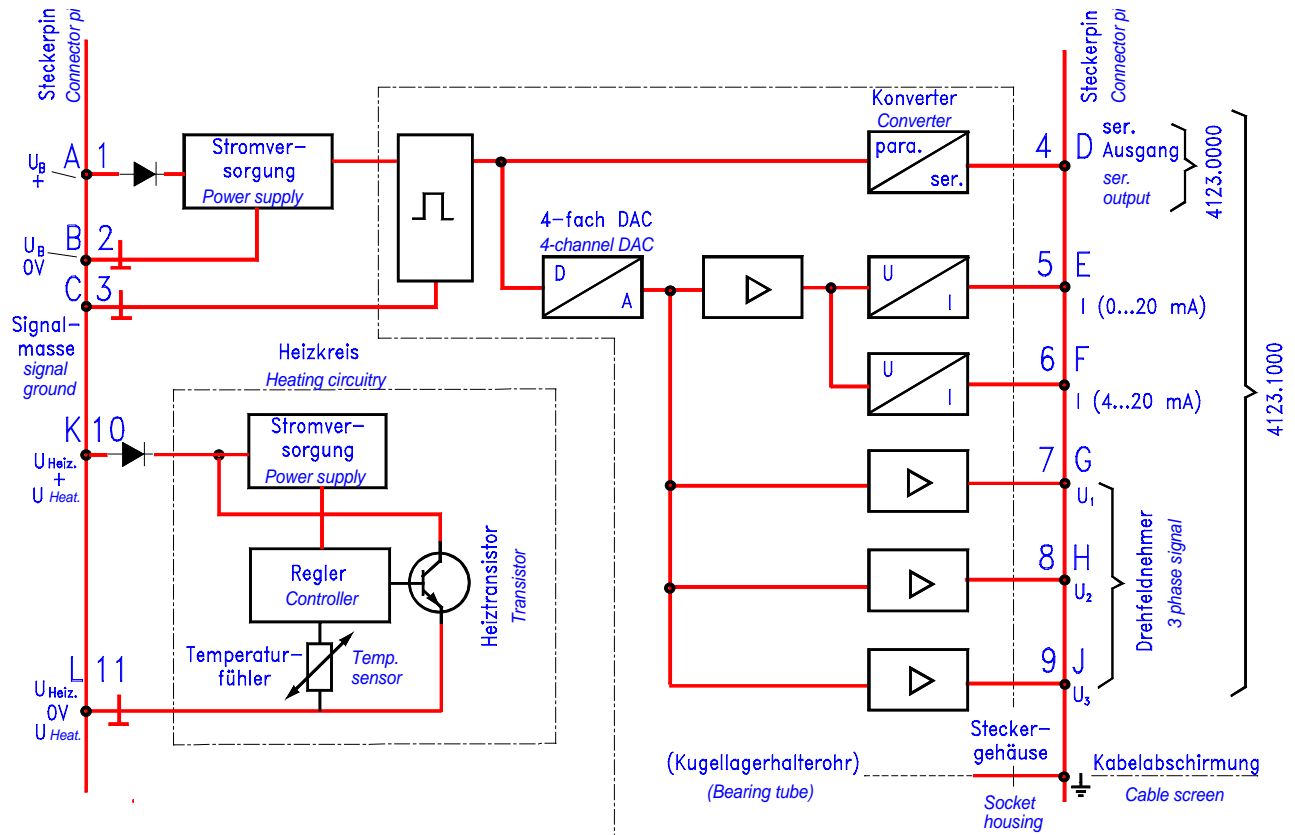 Steckerpin
Connector pi
A 1
U_B
+
B 2
U_B
0V
C 3
Signal-
masse
signal
ground
K 10
U Heiz.
+
U Heat.
L 11
U Heiz.
0V
U Heat.
Stromver-
sorgung
Power supply
Heizkreis
Heating circuitry
Stromver-
sorgung
Power supply
Regler
Controller
Heiztransistor
Transistor
Temperatur-
fühler
Temp.
sensor
4-fach DAC
4-channel DAC
D
A
Konverter
Converter
para.
ser.
U
I
U
I
Steckerpin
Connector pi
4 D
ser.
Ausgang
ser.
output
4123.0000
5 E
I (0...20 mA)
6 F
I (4...20 mA)
7 G
U₁
8 H
U₂
9 J
U₃
Drehfeldnehmer
3 phase signal
4123.1000
Stecker-
gehäuse
(Kugellagerhalterohr)
(Bearing tube)
Socket
housing
Kabelabschirmung
Cable screen